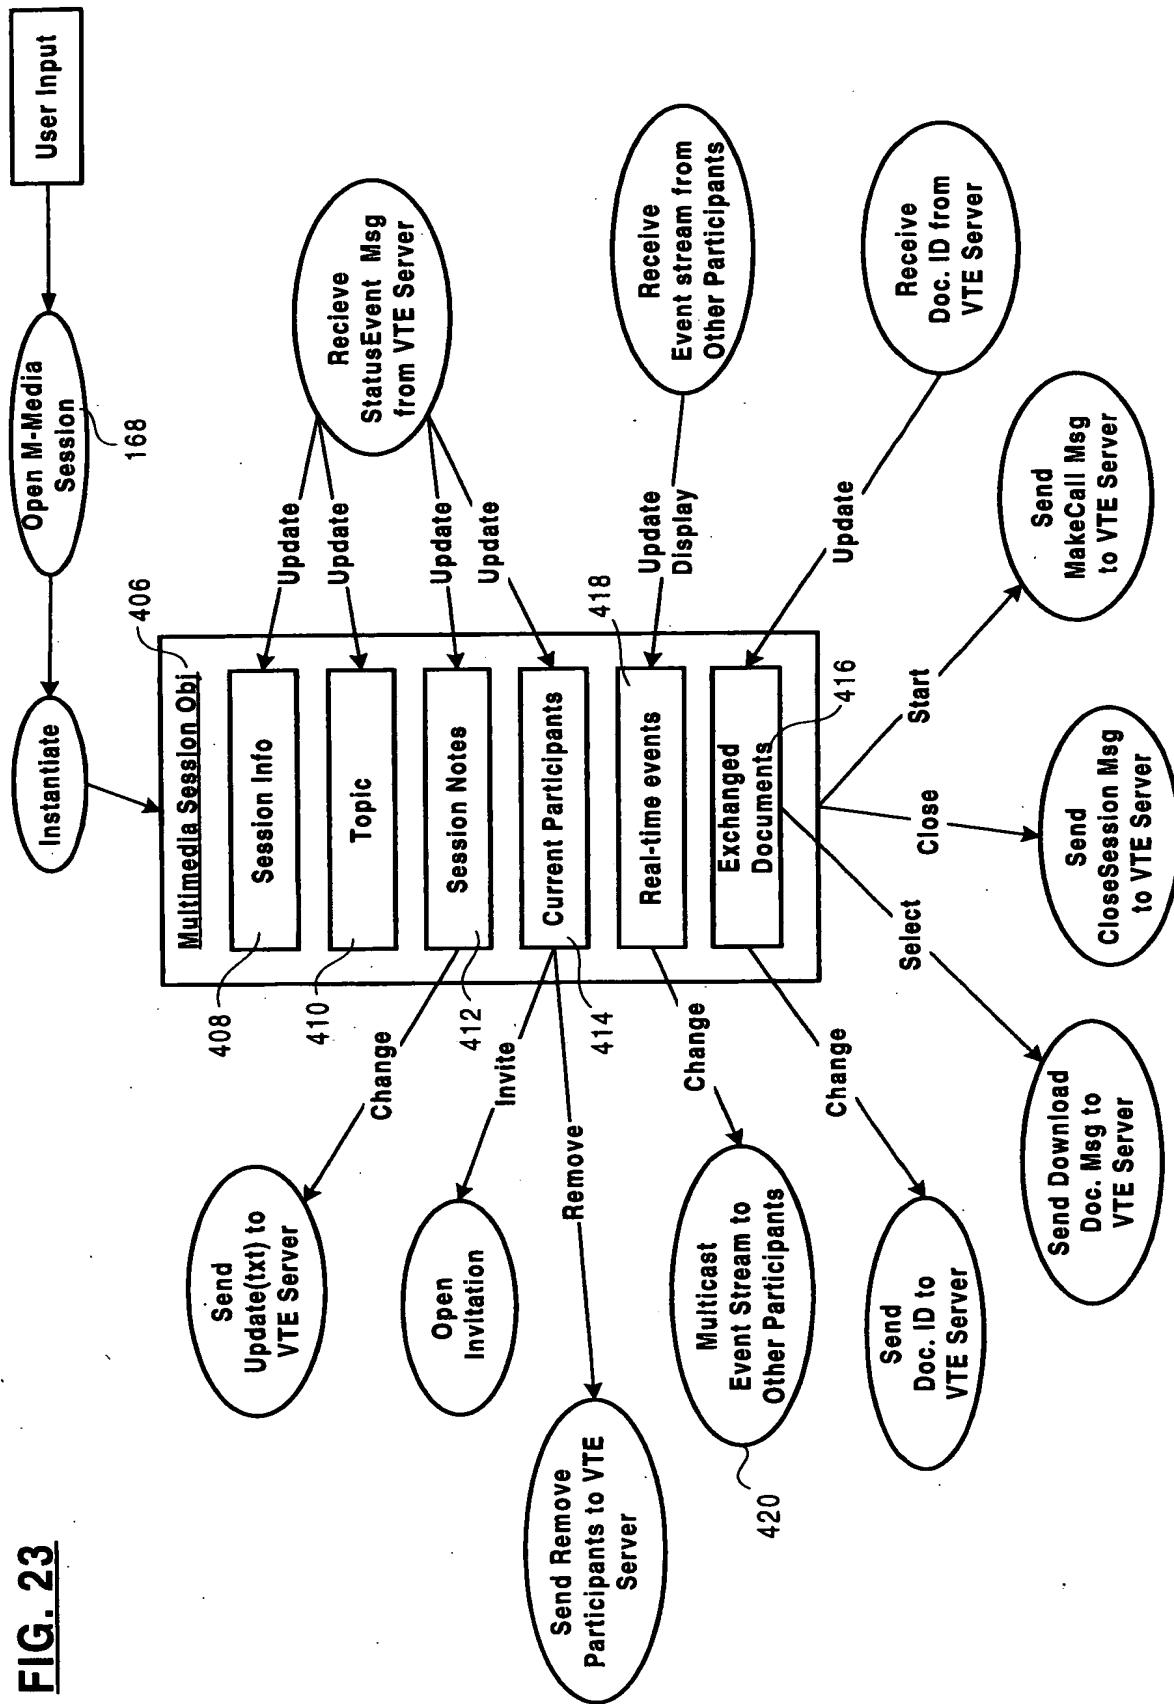 FIG. 23
User Input
Open M-Media
Session
168
Instantiate
406
Multimedia Session Obj
Session Info
408
Topic
410
Session Notes
412
Current Participants
414
Real-time events
418
Exchanged
Documents
416
Recieve
StatusEvent Msg
from VTE Server
Update
Update
Update
Update
Receive
Event stream from
Other Participants
Update
Display
Receive
Doc. ID from
VTE Server
Update
Change
Send
Update(txt) to
VTE Server
Invite
Open
Invitation
Remove
Send Remove
Participants to VTE
Server
Change
Multicast
Event Stream to
Other Participants
420
Change
Send
Doc. ID to
VTE Server
Select
Send Download
Doc. Msg to
VTE Server
Close
Send
CloseSession Msg
to VTE Server
Start
Send
MakeCall Msg
to VTE Server